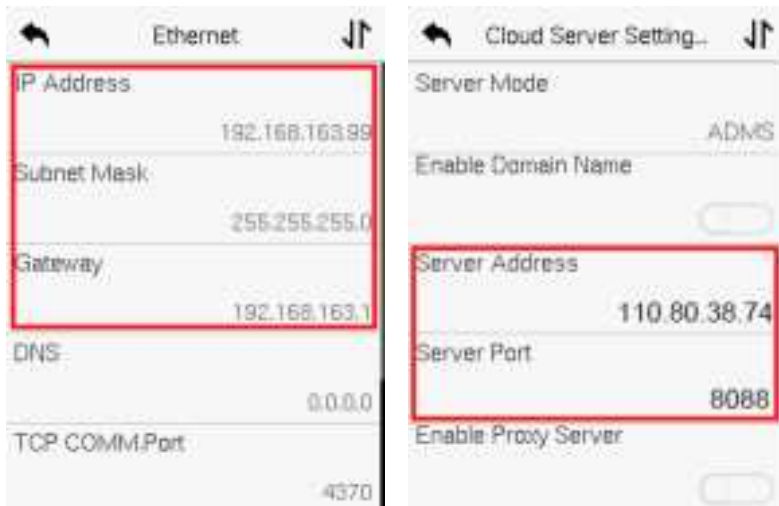 Ethernet
IP Address
192.168.163.99
Subnet Mask
255.255.255.0
Gateway
192.168.163.1
DNS
0.0.0.0
TCP COMM.Port
4370
Cloud Server Setting...
Server Mode
ADMS
Enable Domain Name
Server Address
110.80.38.74
Server Port
8088
Enable Proxy Server